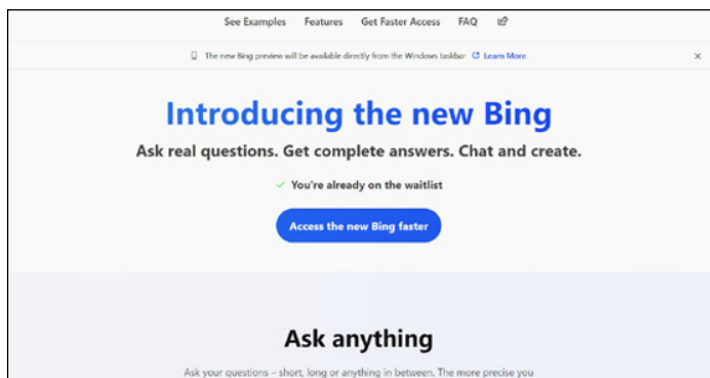 See Examples Features Get Faster Access FAQ
The new Bing preview will be available directly from the Windows taskbar Learn More
Introducing the new Bing
Ask real questions. Get complete answers. Chat and create.
You're already on the waitlist
Access the new Bing faster
Ask anything
Ask your questions – short, long or anything in between. The more precise you